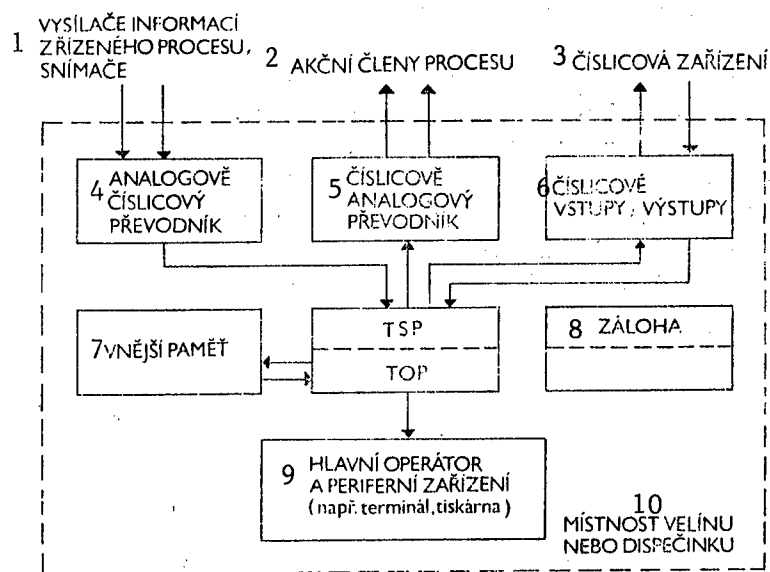 1 VYSÍLAČE INFORMACÍ
Z ŘÍZENÉHO PROCESU,
SNÍMAČE
2 AKČNÍ ČLENY PROCESU
3 ČÍSLICOVÁ ZAŘÍZENÍ
4 ANALOGOVĚ
ČÍSLICOVÝ
PŘEVODNÍK
5 ČÍSLICOVĚ
ANALOGOVÝ
PŘEVODNÍK
6 ČÍSLICOVÉ
VSTUPY, VÝSTUPY
7 VNĚJŠÍ PAMĚŤ
TSP
TOP
8 ZÁLOHA
9 HLAVNÍ OPERÁTOR
A PERIFERNÍ ZAŘÍZENÍ
(např. terminál, tiskárna)
10
MÍSTNOST VELÍNU
NEBO DISPEČINKU